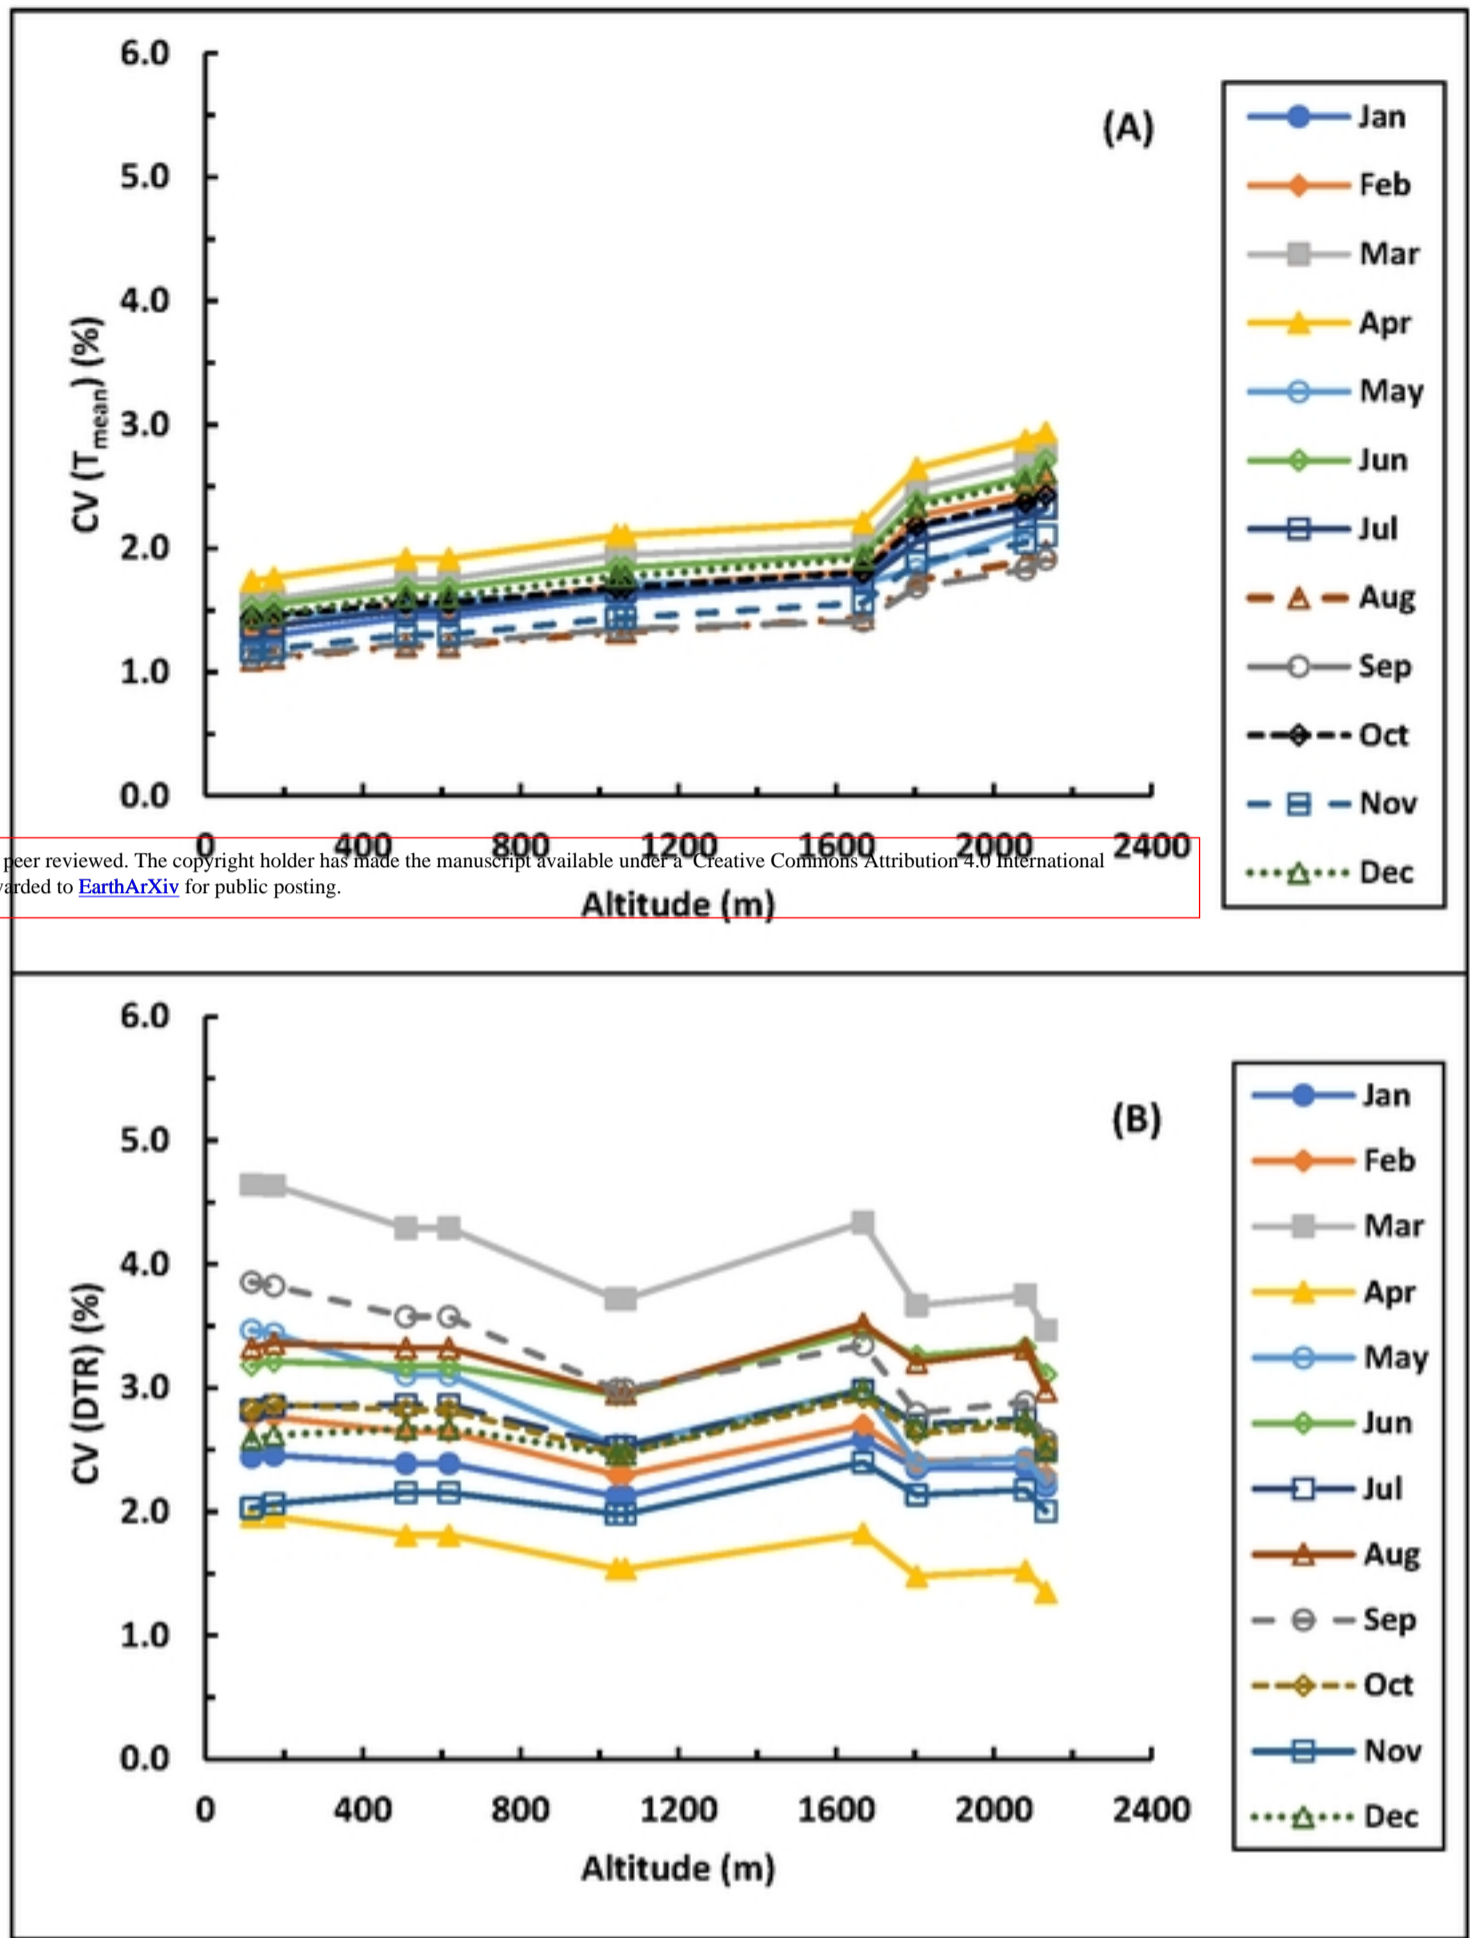 6.0
(A)
5.0
4.0
3.0
2.0
1.0
0.0
CV (Tmean) (%)
0 400 800 1200 1600 2000 2400
Altitude (m)
Jan
Feb
Mar
Apr
May
Jun
Jul
Aug
Sep
Oct
Nov
Dec
peer reviewed. The copyright holder has made the manuscript available under a Creative Commons Attribution 4.0 International
warded to EarthArXiv for public posting.
6.0
(B)
5.0
4.0
3.0
2.0
1.0
0.0
CV (DTR) (%)
0 400 800 1200 1600 2000 2400
Altitude (m)
Jan
Feb
Mar
Apr
May
Jun
Jul
Aug
Sep
Oct
Nov
Dec